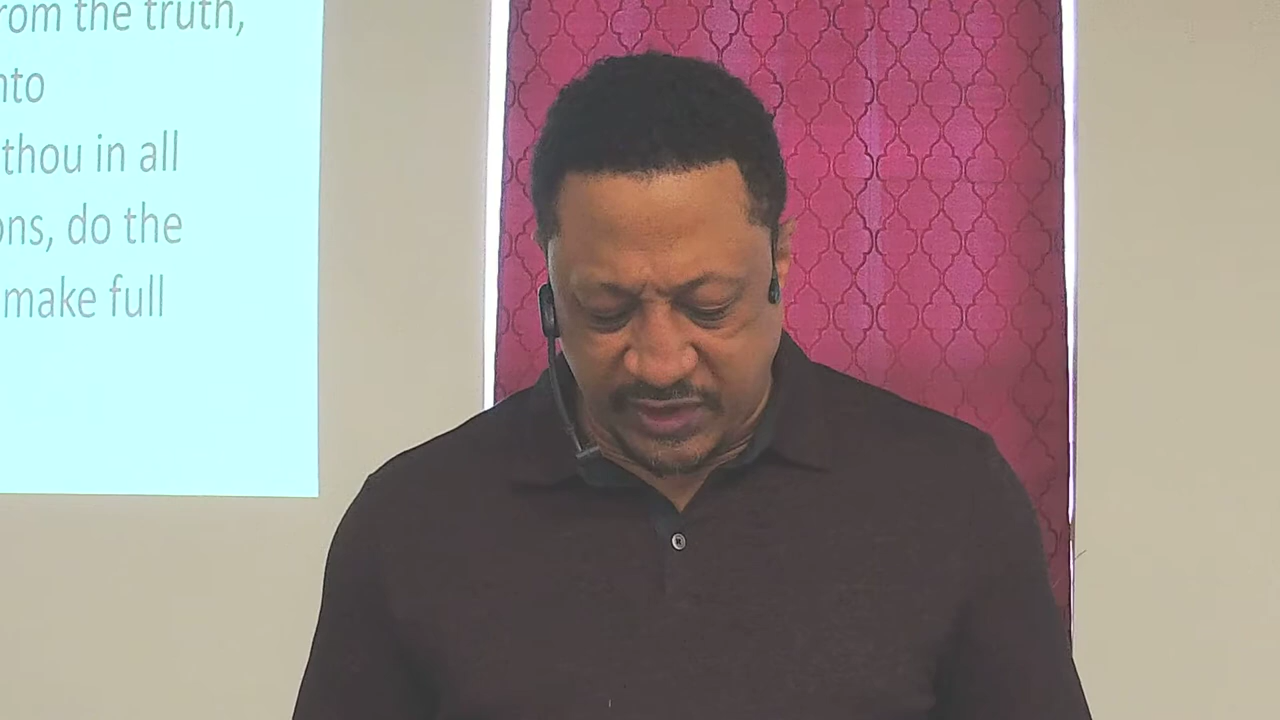 rom the truth,
nto
thou in all
ons, do the
make full